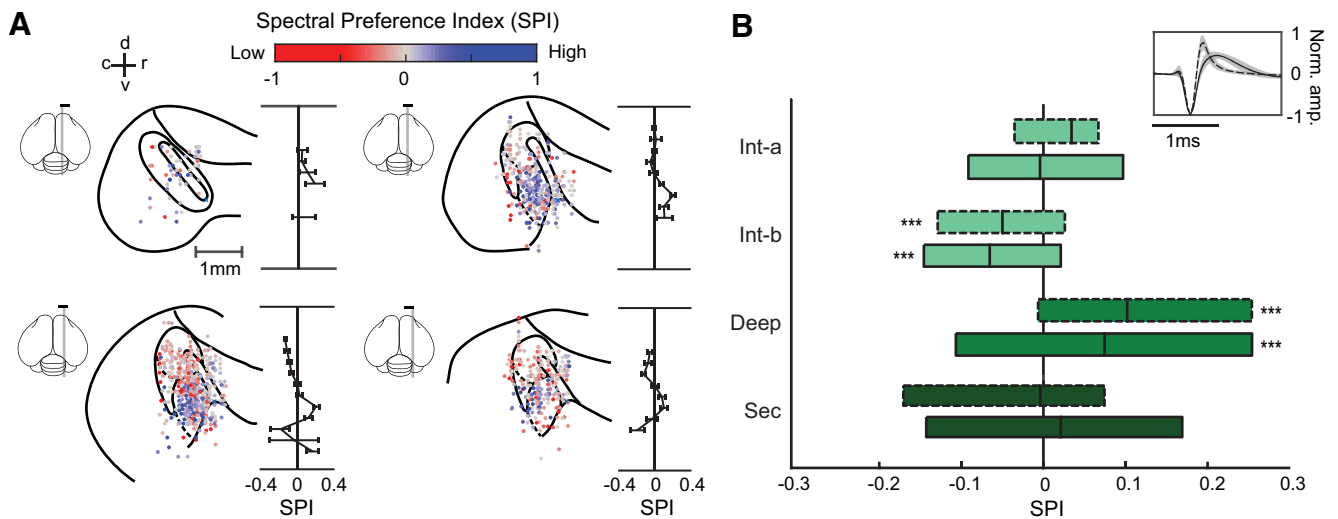 A
Spectral Preference Index (SPI)
Low
High
-1
0
1
d
c
r
v
1mm
-0.4
0
0.4
SPI
-0.4
0
0.4
SPI
B
1
0
-1
Norm. amp.
1ms
Int-a
Int-b
***
***
Deep
***
***
Sec
-0.3
-0.2
-0.1
0
0.1
0.2
0.3
SPI